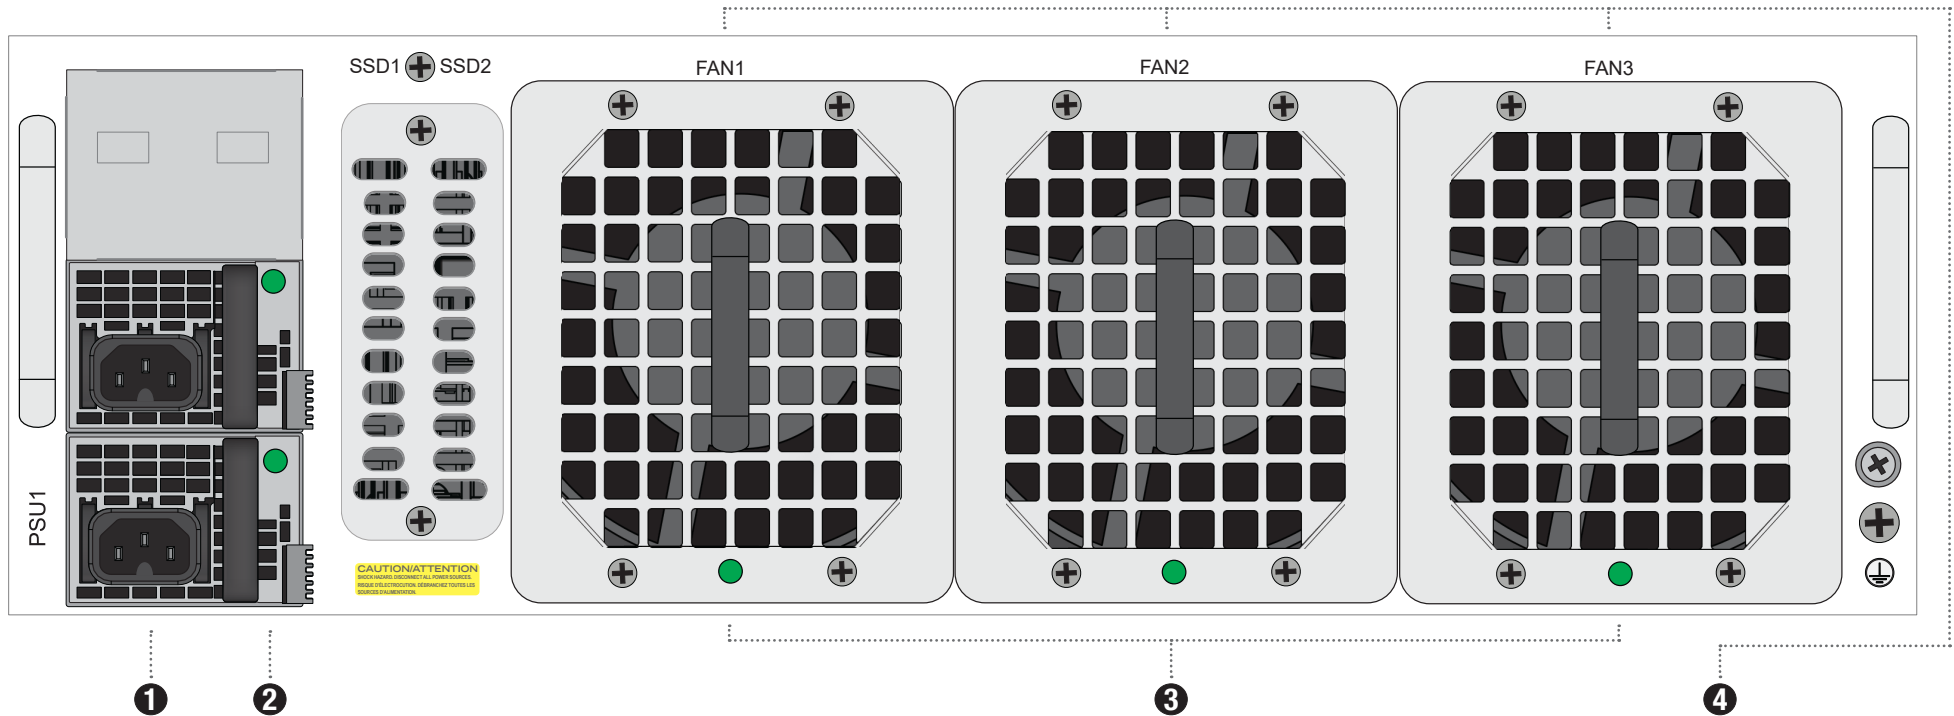 SSD1 SSD2
FAN1
FAN2
FAN3
PSU1
CAUTION/ATTENTION
SHOCK HAZARD. DISCONNECT ALL POWER SOURCES.
RISQUE D'ÉLECTROCUTION. DÉBRANCHEZ TOUTES LES
SOURCES D'ALIMENTATION.
1 2 3 4